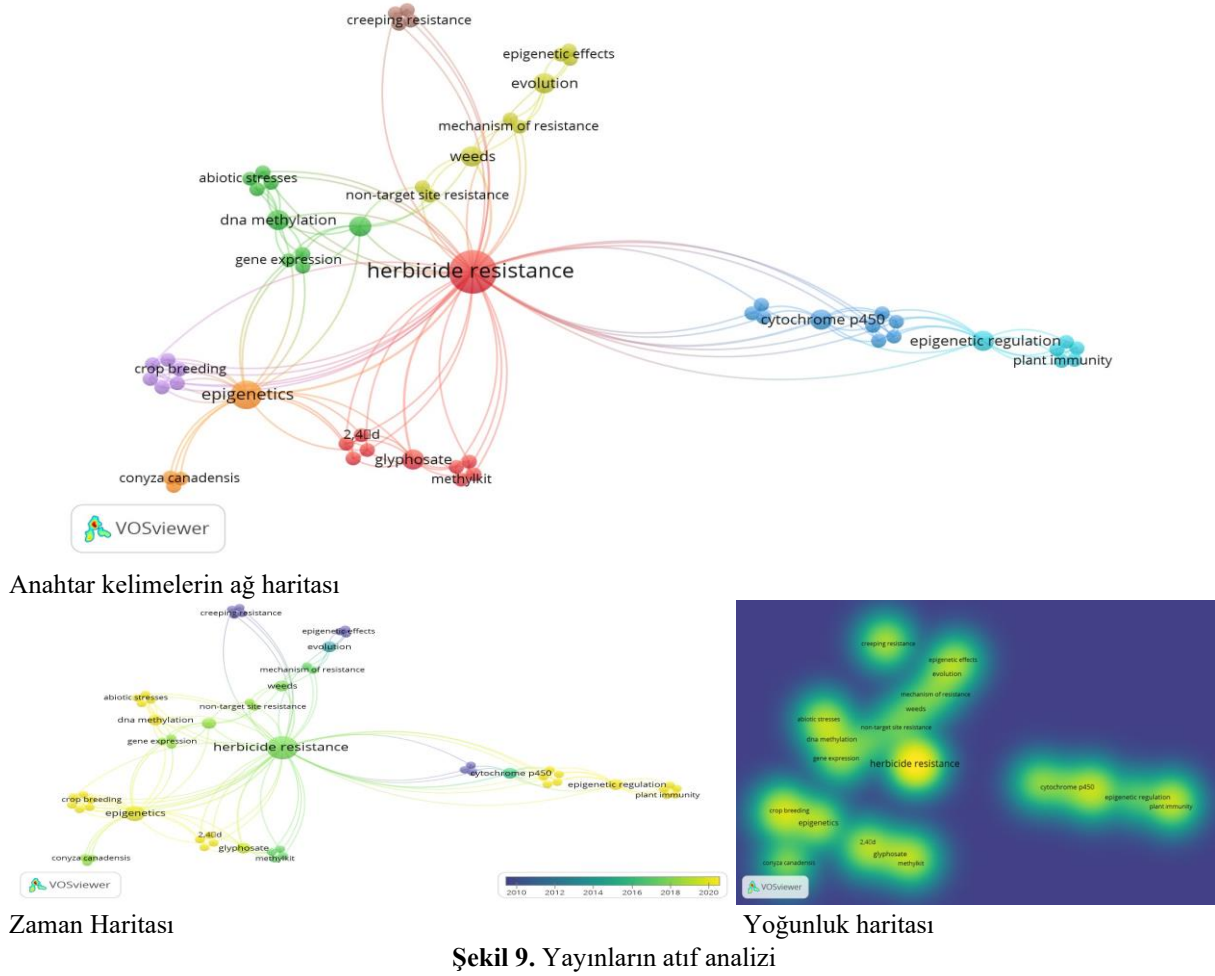 creeping resistance
epigenetic effects
evolution
mechanism of resistance
weeds
abiotic stresses
non-target site resistance
dna methylation
gene expression
herbicide resistance
cytochrome p450
epigenetic regulation
plant immunity
crop breeding
epigenetics
2,4▯d
glyphosate
methylkit
conyza canadensis
VOSviewer
Anahtar kelimelerin ağ haritası
creeping resistance
epigenetic effects
evolution
mechanism of resistance
weeds
abiotic stresses
non-target site resistance
dna methylation
gene expression
herbicide resistance
cytochrome p450
epigenetic regulation
plant immunity
crop breeding
epigenetics
2,4▯d
glyphosate
methylkit
conyza canadensis
VOSviewer
2010 2012 2014 2016 2018 2020
creeping resistance
epigenetic effects
evolution
mechanism of resistance
weeds
abiotic stresses
non-target site resistance
dna methylation
gene expression
herbicide resistance
cytochrome p450
epigenetic regulation
plant immunity
crop breeding
epigenetics
2,4▯d
glyphosate
methylkit
conyza canadensis
VOSviewer
Zaman Haritası Yoğunluk haritası
Şekil 9. Yayınların atıf analizi